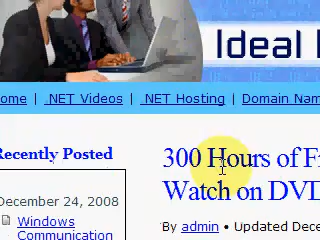 Ideal
ome | .NET Videos | .NET Hosting | Domain Nam
Recently Posted
December 24, 2008
Windows
Communication
300 Hours of F
Watch on DVD
By admin • Updated Dece